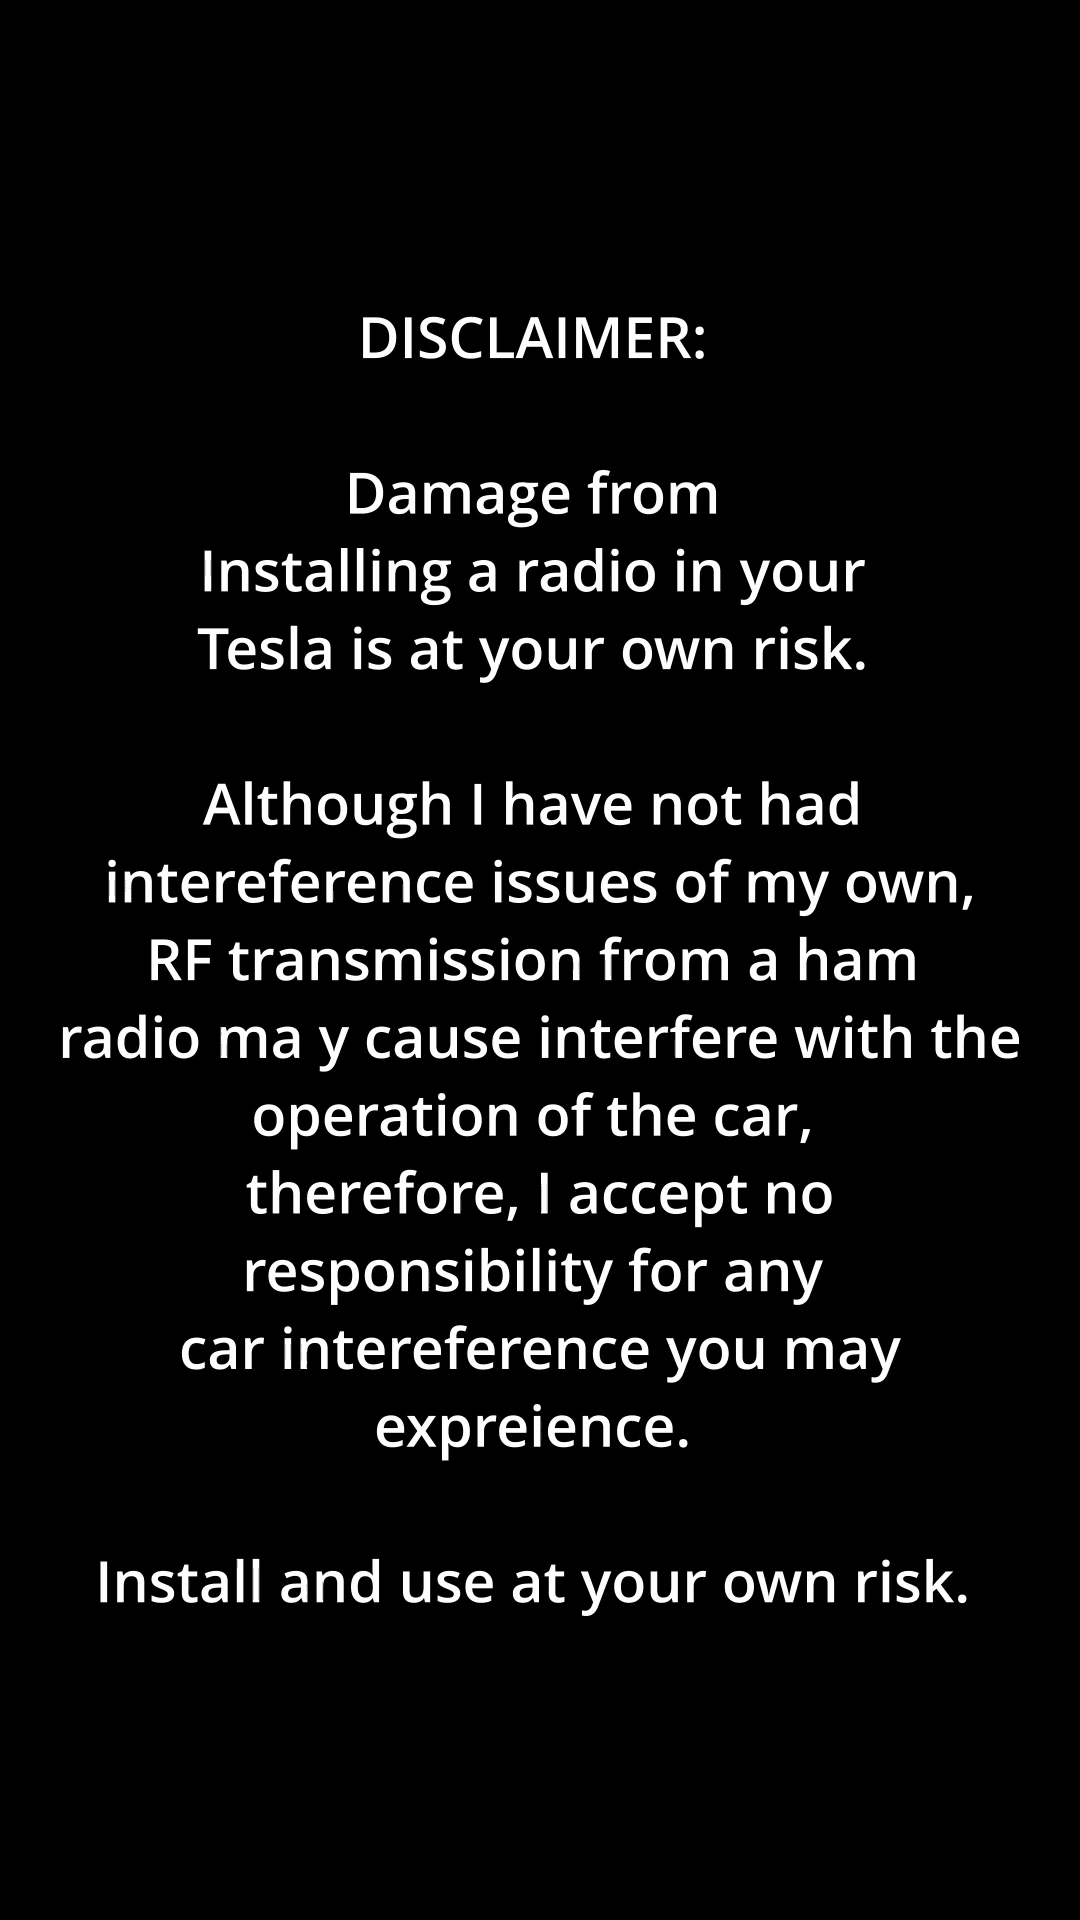 DISCLAIMER:
Damage from
Installing a radio in your
Tesla is at your own risk.
Although I have not had
intereference issues of my own,
RF transmission from a ham
radio ma y cause interfere with the
operation of the car,
therefore, I accept no
responsibility for any
car intereference you may
expreience.
Install and use at your own risk.